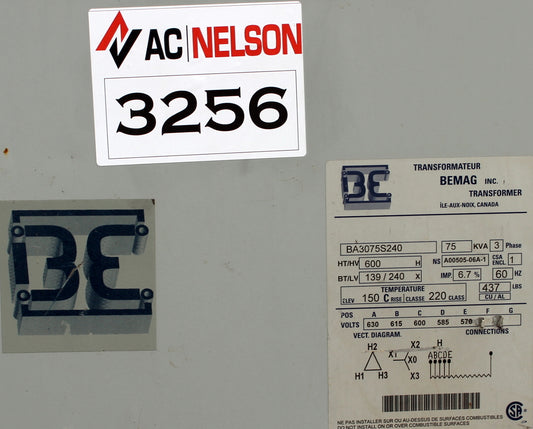 AC|NELSON
3256
BE
BE
TRANSFORMATEUR
BEMAG INC.
TRANSFORMER
ÎLE-AUX-NOIX, CANADA
BA3075S240 75 KVA 3 Phase
HT/HV 600 H NS A00505-06A-1 CSA ENCL 1
BT/LV 139 / 240 X IMP. 6.7 % 60 HZ
TEMPERATURE 437 LBS
ELEV 150 C RISE CLASSE 220 CLASS CU / AL
POS A B C D E F G
VOLTS 630 615 600 585 570
VECT. DIAGRAM. CONNECTIONS
H2 X2 H
X1 X0 ABCDE
H1 H3 X3
NE PAS INSTALLER SUR OU AU-DESSUS DE SURFACES COMBUSTIBLES
DO NOT INSTALL ON OR OVER COMBUSTIBLE SURFACES